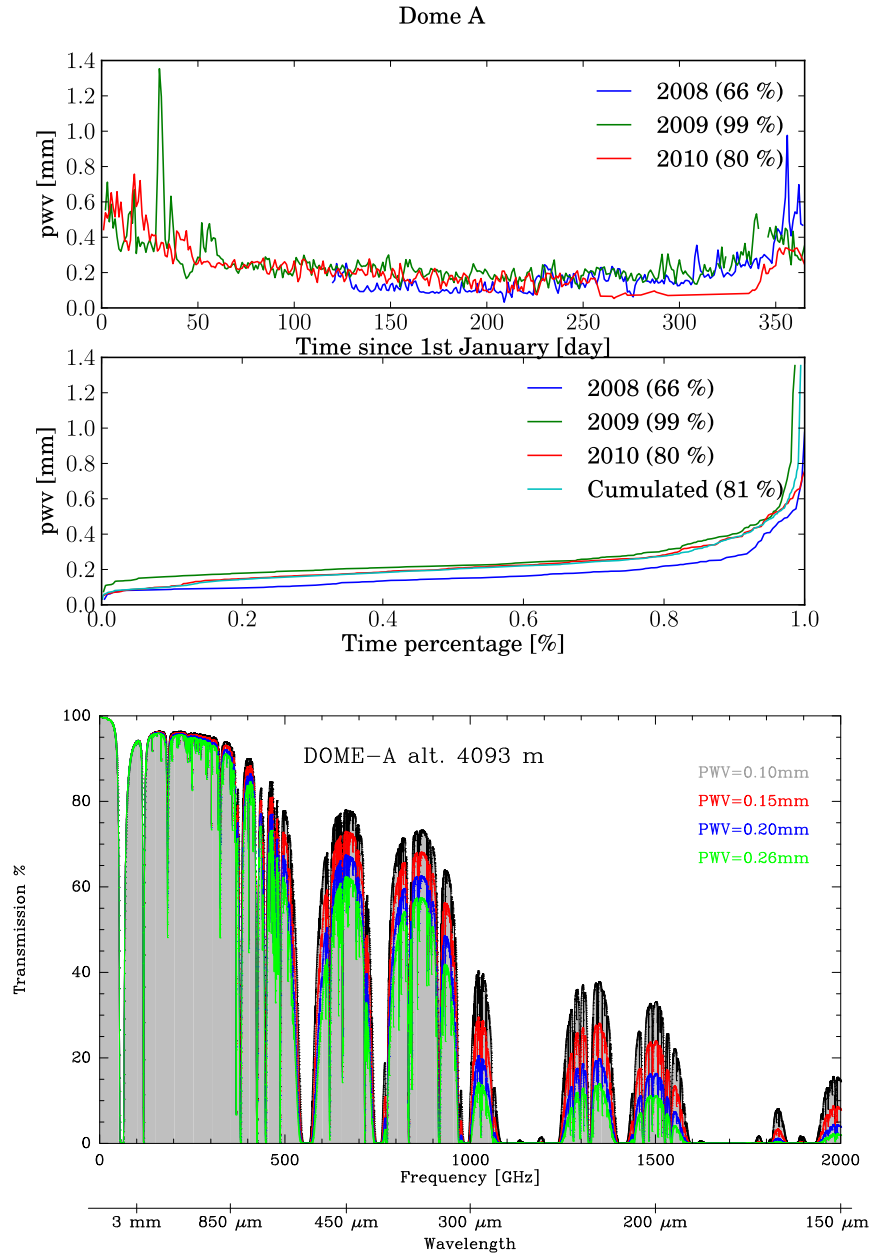 Dome A
1.4
1.2
1.0
0.8
0.6
0.4
0.2
0.0
pwv [mm]
2008 (66 %)
2009 (99 %)
2010 (80 %)
0 50 100 150 200 250 300 350
Time since 1st January [day]
1.4
1.2
1.0
0.8
0.6
0.4
0.2
0.0
pwv [mm]
2008 (66 %)
2009 (99 %)
2010 (80 %)
Cumulated (81 %)
0.0 0.2 0.4 0.6 0.8 1.0
Time percentage [%]
100
80
60
40
20
0
Transmission %
DOME-A alt. 4093 m
PWV=0.10mm
PWV=0.15mm
PWV=0.20mm
PWV=0.26mm
0 500 1000 1500 2000
Frequency [GHz]
3 mm 850 μm 450 μm 300 μm 200 μm 150 μm
Wavelength